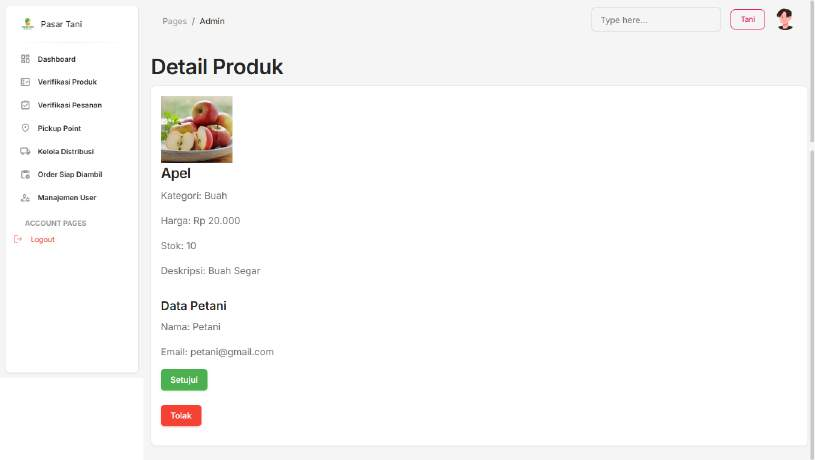 Pasar Tani
Dashboard
Verifikasi Produk
Verifikasi Pesanan
Pickup Point
Kelola Distribusi
Order Siap Diambil
Manajemen User
ACCOUNT PAGES
Logout
Pages / Admin
Type here...
Tani
Detail Produk
Apel
Kategori: Buah
Harga: Rp 20.000
Stok: 10
Deskripsi: Buah Segar
Data Petani
Nama: Petani
Email: petani@gmail.com
Setujui
Tolak